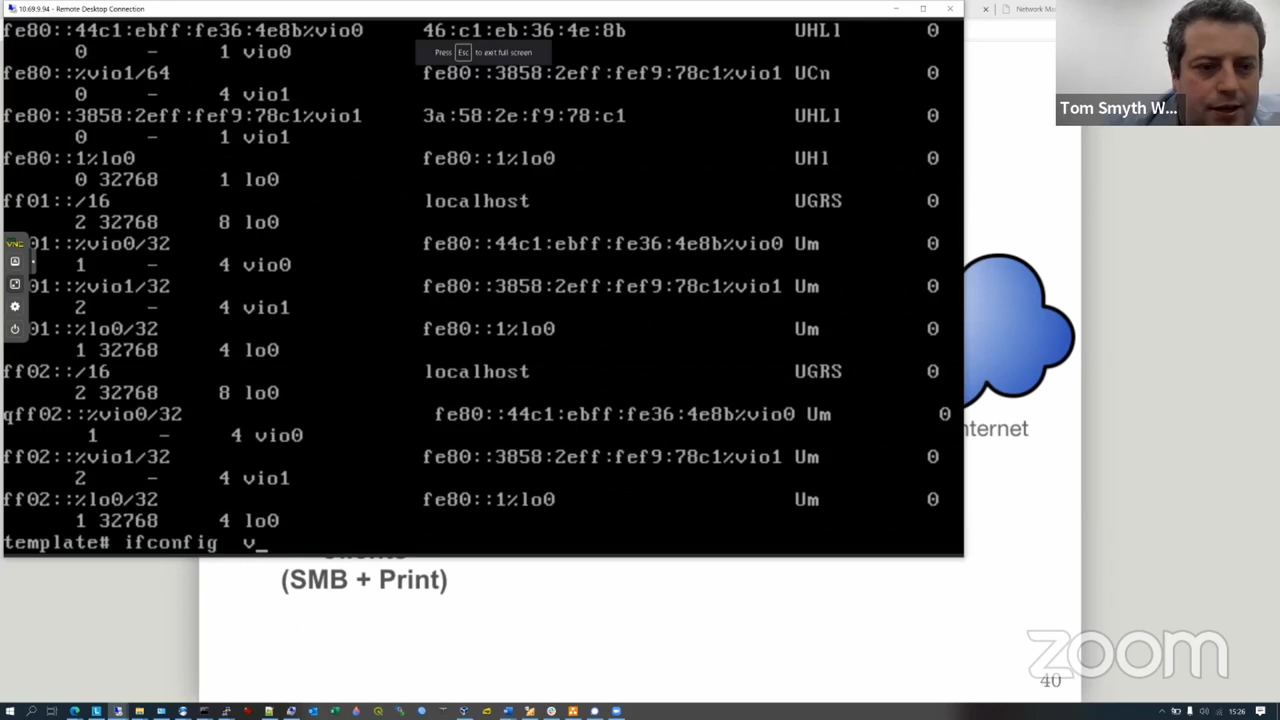 10.69.9.94 - Remote Desktop Connection
Network Ma
fe80::44c1:ebff:fe36:4e8b%vio0 46:c1:eb:36:4e:8b UHLl 0
0 - 1 vio0
Press Esc to exit full screen
fe80::%vio1/64 fe80::3858:2eff:fef9:78c1%vio1 UCn 0
0 - 4 vio1
fe80::3858:2eff:fef9:78c1%vio1 3a:58:2e:f9:78:c1 UHLl 0
0 - 1 vio1
fe80::1%lo0 fe80::1%lo0 UHl 0
0 32768 1 lo0
ff01::/16 localhost UGRS 0
2 32768 8 lo0
01::%vio0/32 fe80::44c1:ebff:fe36:4e8b%vio0 Um 0
1 - 4 vio0
01::%vio1/32 fe80::3858:2eff:fef9:78c1%vio1 Um 0
2 - 4 vio1
01::%lo0/32 fe80::1%lo0 Um 0
1 32768 4 lo0
ff02::/16 localhost UGRS 0
2 32768 8 lo0
qff02::%vio0/32 fe80::44c1:ebff:fe36:4e8b%vio0 Um 0
1 - 4 vio0
ff02::%vio1/32 fe80::3858:2eff:fef9:78c1%vio1 Um 0
2 - 4 vio1
ff02::%lo0/32 fe80::1%lo0 Um 0
1 32768 4 lo0
template# ifconfig v_
VNC
Tom Smyth W...
nternet
(SMB + Print)
zoom
40
15:26